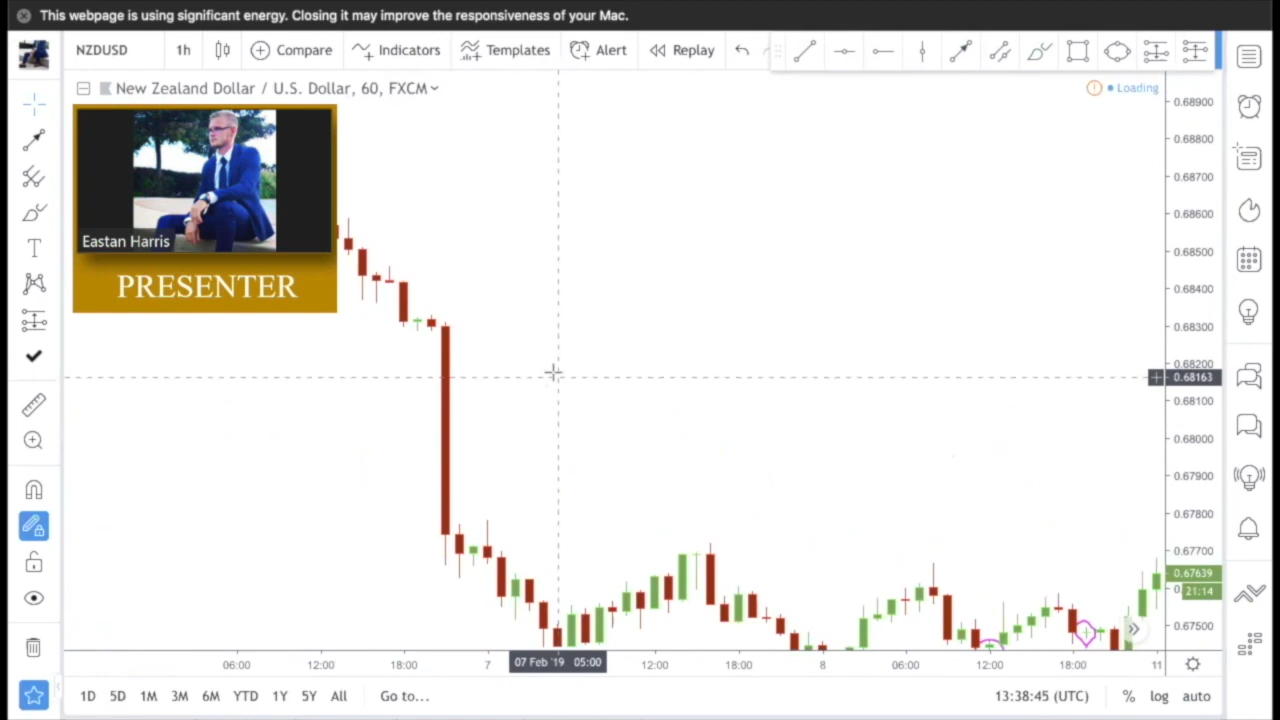 This webpage is using significant energy. Closing it may improve the responsiveness of your Mac.
NZDUSD 1h Compare Indicators Templates Alert Replay
New Zealand Dollar / U.S. Dollar, 60, FXCM
Loading
Eastan Harris
PRESENTER
0.68900
0.68800
0.68700
0.68600
0.68500
0.68400
0.68300
0.68200
0.68163
0.68100
0.68000
0.67900
0.67800
0.67700
0.67639
21:14
0.67500
06:00 12:00 18:00 7 07 Feb '19 05:00 12:00 18:00 8 06:00 12:00 18:00 11
1D 5D 1M 3M 6M YTD 1Y 5Y All Go to... 13:38:45 (UTC) % log auto